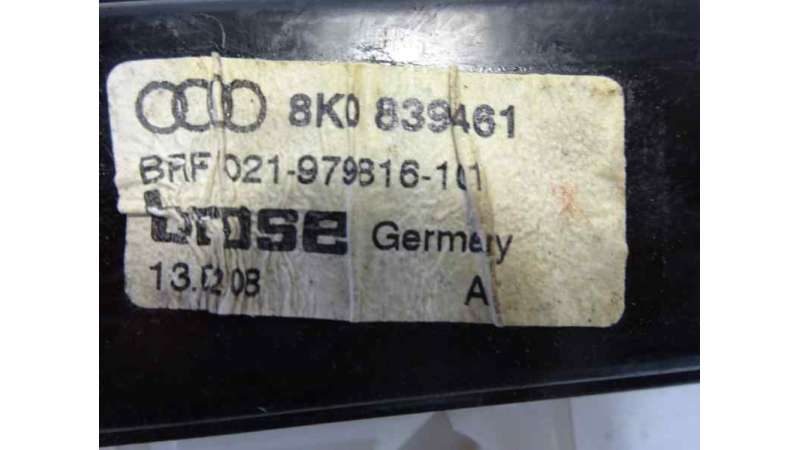 8K0 839461
BRF 021-979816-101
brose Germany
13.02.08
A